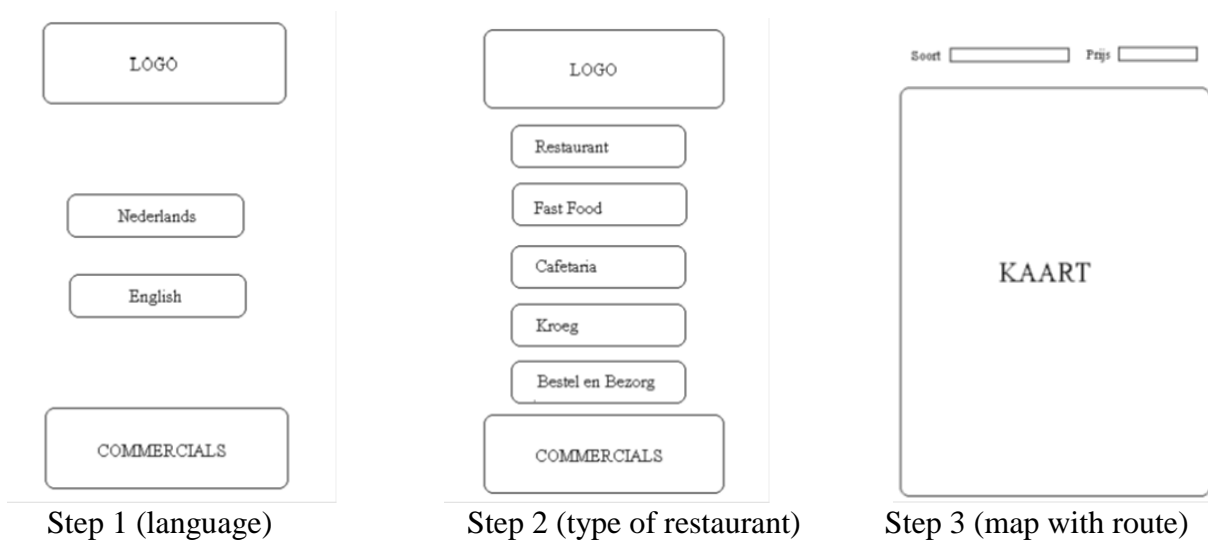 LOGO
Nederlands
English
COMMERCIALS
Step 1 (language)
LOGO
Restaurant
Fast Food
Cafetaria
Kroeg
Bestel en Bezorg
COMMERCIALS
Step 2 (type of restaurant)
Soort Prijs
KAART
Step 3 (map with route)